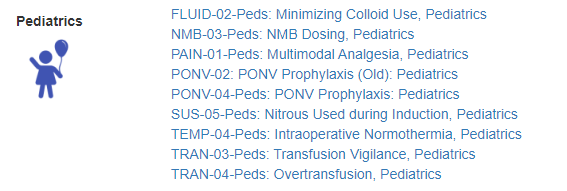 Pediatrics
FLUID-02-Peds: Minimizing Colloid Use, Pediatrics
NMB-03-Peds: NMB Dosing, Pediatrics
PAIN-01-Peds: Multimodal Analgesia, Pediatrics
PONV-02: PONV Prophylaxis (Old): Pediatrics
PONV-04-Peds: PONV Prophylaxis: Pediatrics
SUS-05-Peds: Nitrous Used during Induction, Pediatrics
TEMP-04-Peds: Intraoperative Normothermia, Pediatrics
TRAN-03-Peds: Transfusion Vigilance, Pediatrics
TRAN-04-Peds: Overtransfusion, Pediatrics